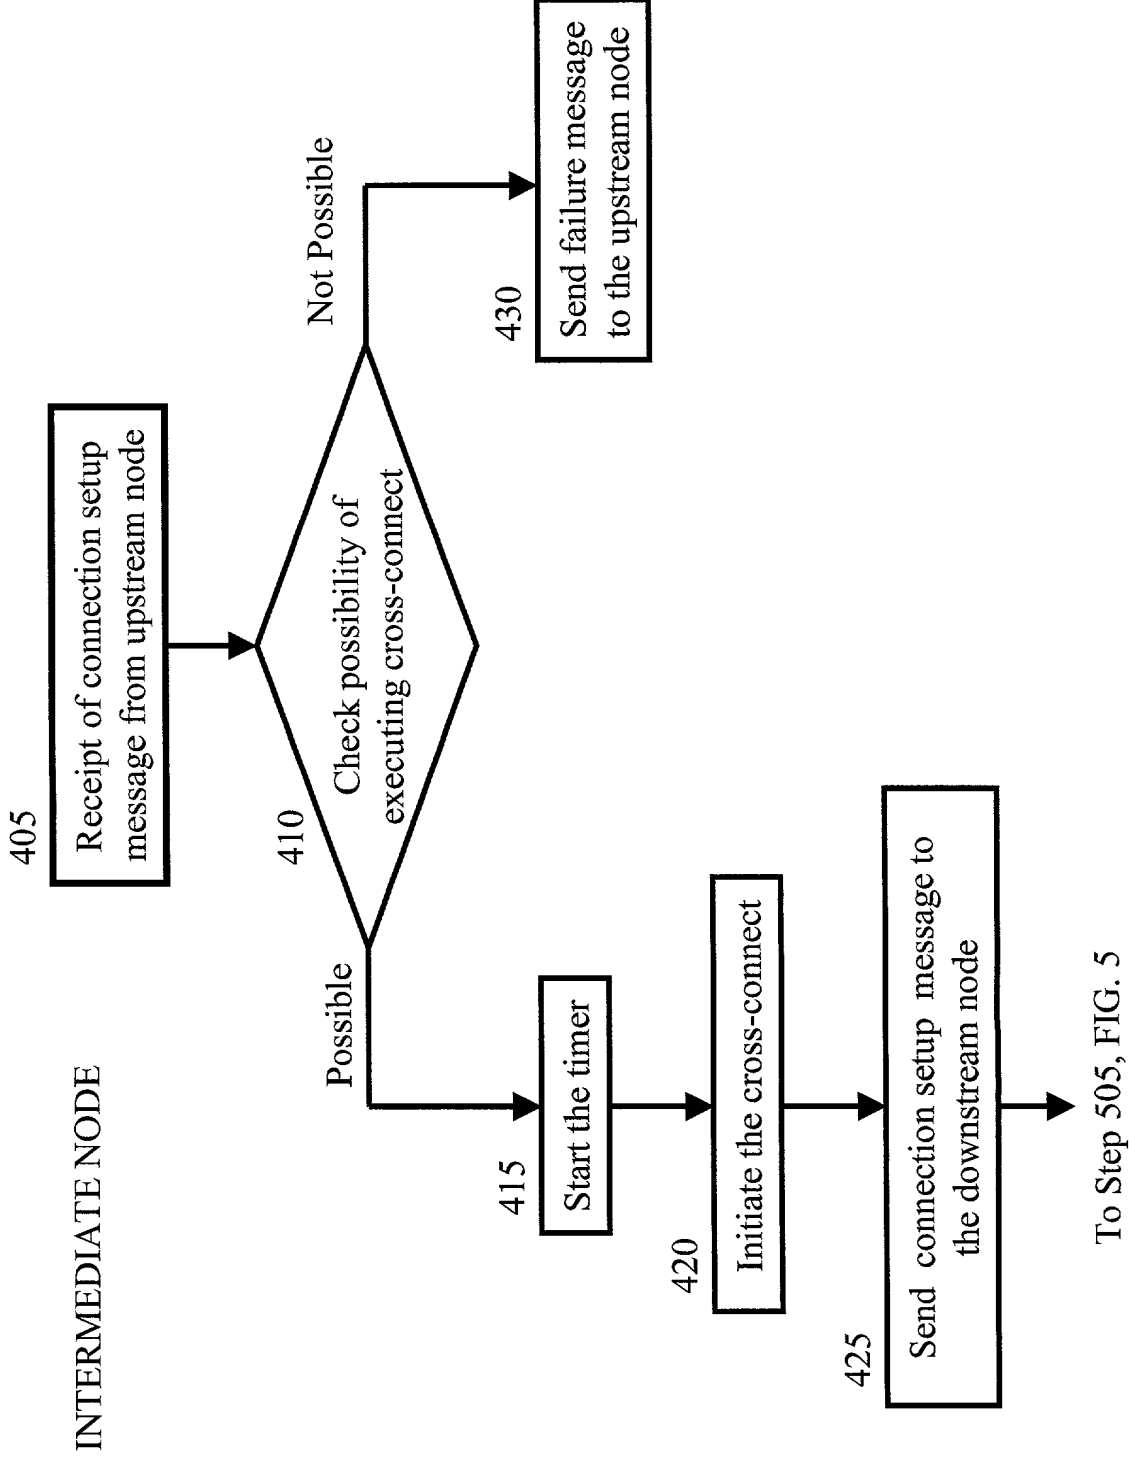 INTERMEDIATE NODE
405
Receipt of connection setup
message from upstream node
410
Check possibility of
executing cross-connect
Possible
Not Possible
415
Start the timer
430
Send failure message
to the upstream node
420
Initiate the cross-connect
425
Send connection setup message to
the downstream node
To Step 505, FIG. 5